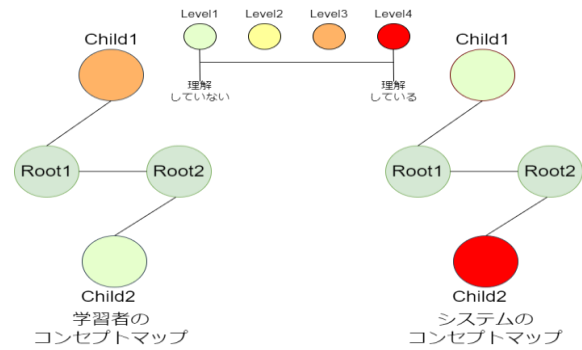 Level1 Level2 Level3 Level4
Child1
Child1
理解
していない
理解
している
Root1
Root2
Root1
Root2
Child2
Child2
学習者の
コンセプトマップ
システムの
コンセプトマップ